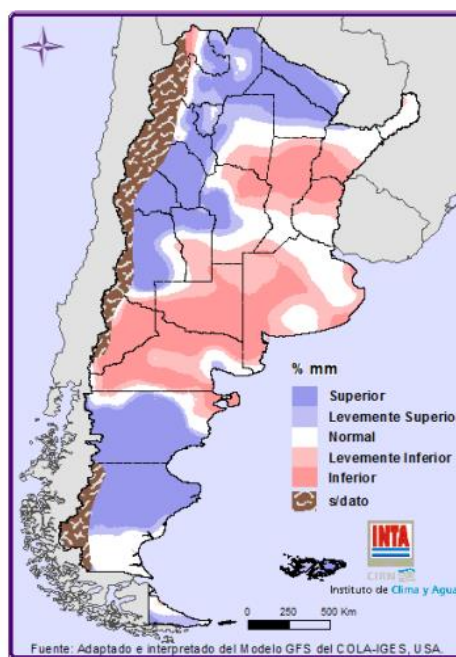 % mm
Superior
Levemente Superior
Normal
Levemente Inferior
Inferior
s/dato
INTA
CIRN
Instituto de Clima y Agua
0 250 500 Km
Fuente: Adaptado e interpretado del Modelo GFS del COLA-IGES, USA.